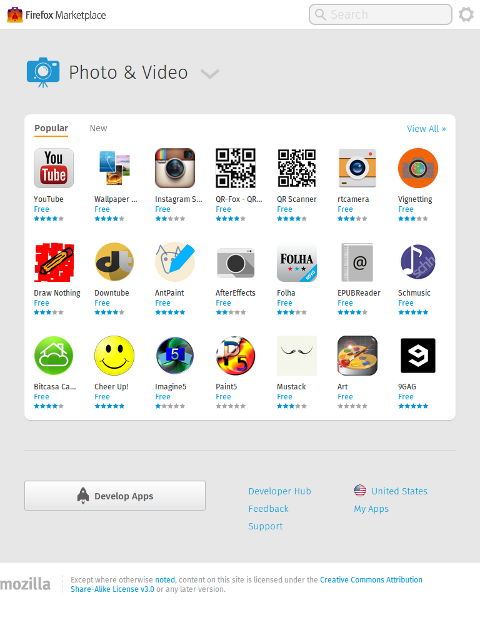 Firefox Marketplace
Search
Photo & Video
Popular New View All »
You
Tube
FOLHA
@
schh
5
P5
9
YouTube Wallpaper ... Instagram S... QR-Fox - QR... QR Scanner rtcamera Vignetting
Free Free Free Free Free Free Free
Draw Nothing Downtube AntPaint AfterEffects Folha EPUBReader Schmusic
Free Free Free Free Free Free Free
Bitcasa Ca... Cheer Up! Imagine5 Paint5 Mustack Art 9GAG
Free Free Free Free Free Free Free
Develop Apps
Developer Hub United States
Feedback My Apps
Support
mozilla
Except where otherwise noted, content on this site is licensed under the Creative Commons Attribution
Share-Alike License v3.0 or any later version.